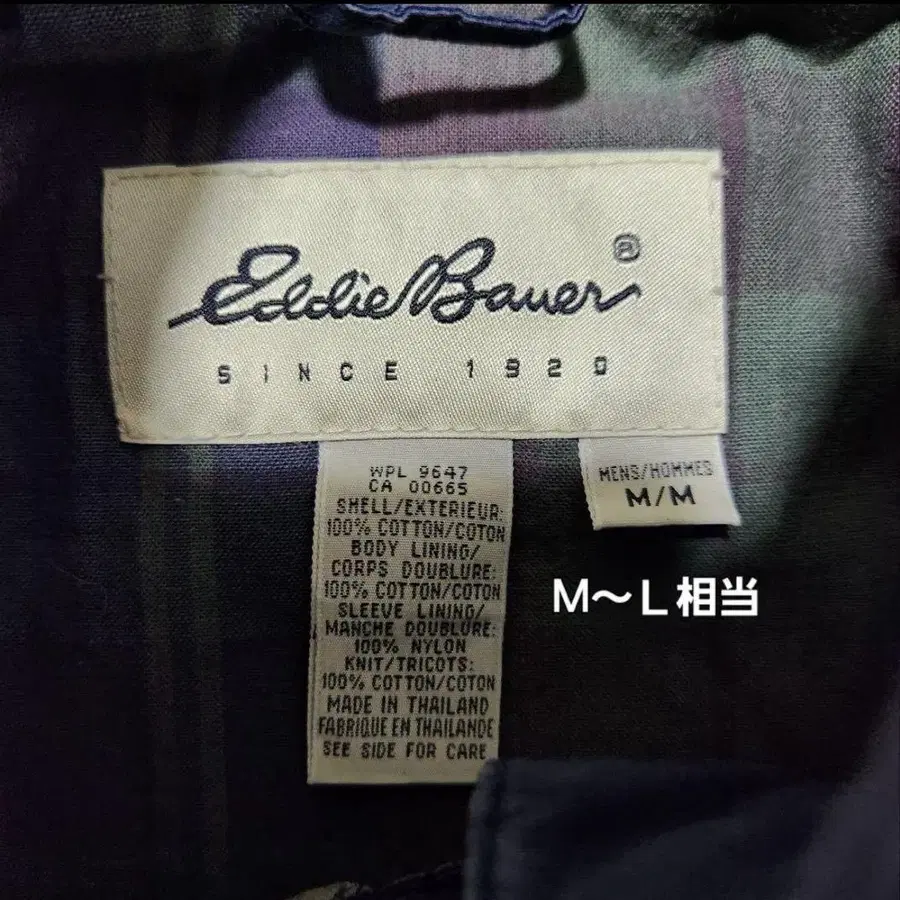 Eddie Bauer®
SINCE 1920
WPL 9647
CA 00665
SHELL/EXTERIEUR:
100% COTTON/COTON
BODY LINING/
CORPS DOUBLURE:
100% COTTON/COTON
SLEEVE LINING/
MANCHE DOUBLURE:
100% NYLON
KNIT/TRICOTS:
100% COTTON/COTON
MADE IN THAILAND
FABRIQUE EN THAILANDE
SEE SIDE FOR CARE
MENS/HOMMES
M/M
M〜L相当